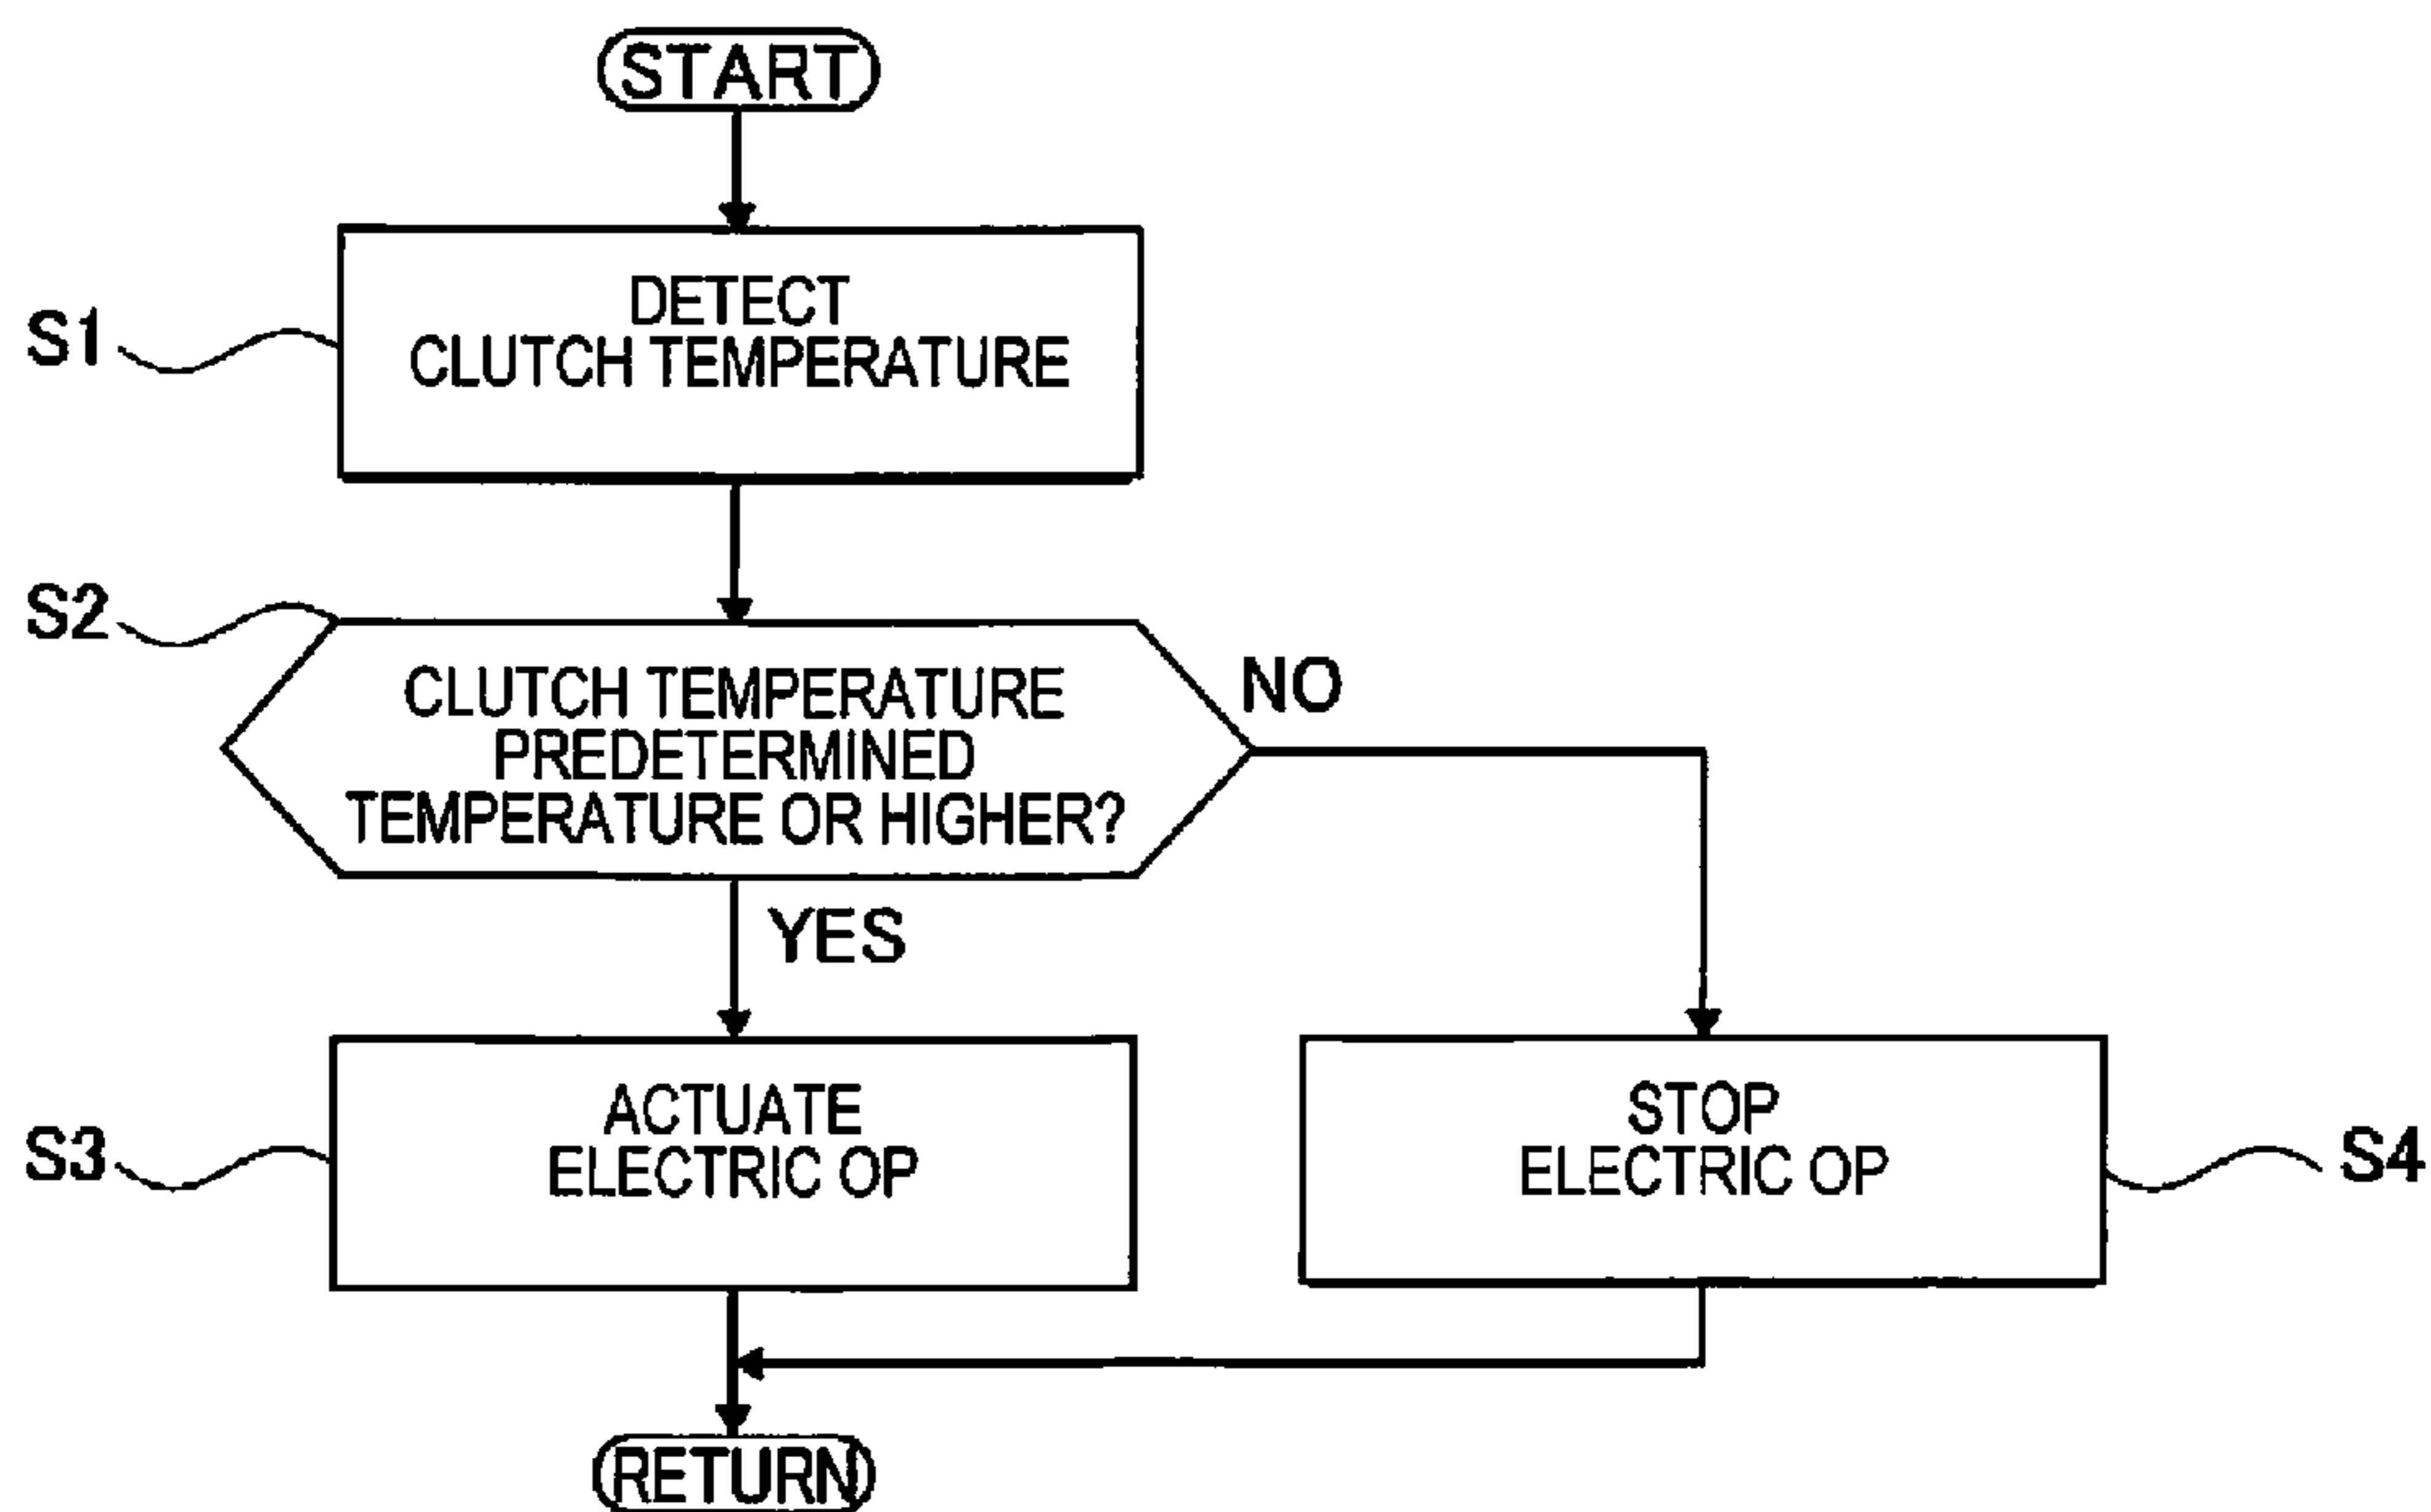 START
S1
DETECT
CLUTCH TEMPERATURE
S2
CLUTCH TEMPERATURE
PREDETERMINED
TEMPERATURE OR HIGHER?
NO
YES
S3
ACTUATE
ELECTRIC OP
STOP
ELECTRIC OP
S4
RETURN